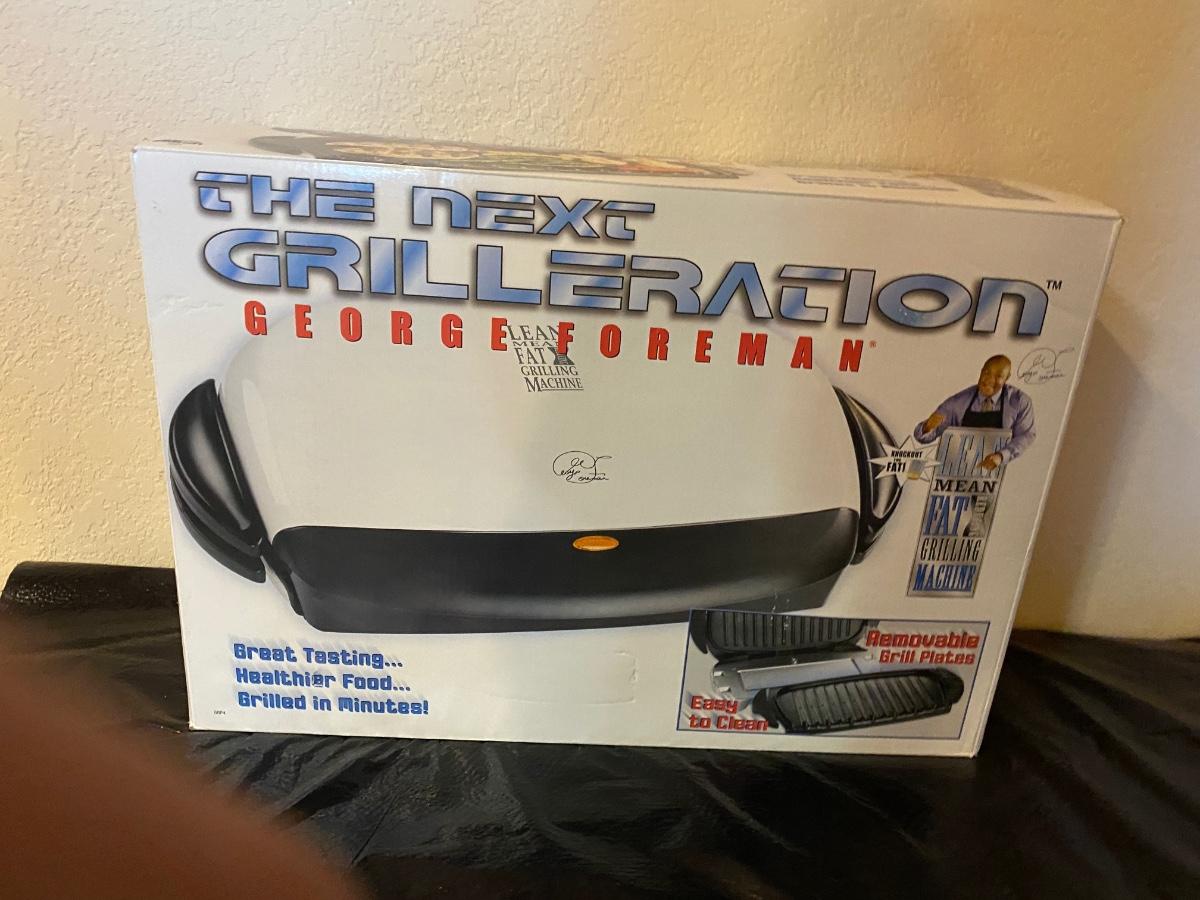 THE NEXT
GRILLERATION™
GEORGE FOREMAN®
LEAN
MEAN
FAT
GRILLING
MACHINE
KNOCKOUT
THE
FAT!
LEAN
MEAN
FAT
GRILLING
MACHINE
Great Tasting...
Healthier Food...
Grilled in Minutes!
Removable
Grill Plates
Easy
to Clean